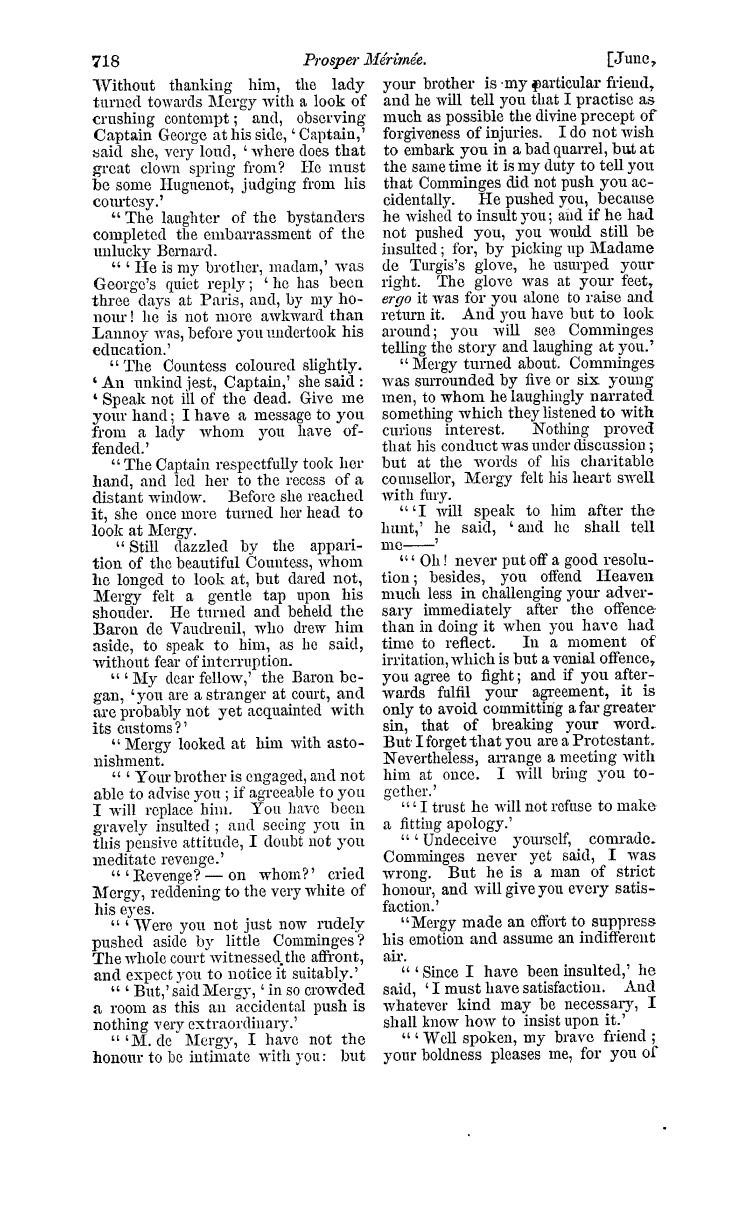 718
Prosper Mérimée.
[June,
Without thanking him, the lady
turned towards Mergy with a look of
crushing contempt; and, observing
Captain George at his side, ‘Captain,’
said she, very loud, ‘where does that
great clown spring from? He must
be some Huguenot, judging from his
courtesy.’
“The laughter of the bystanders
completed the embarrassment of the
unlucky Bernard.
“‘He is my brother, madam,’ was
George’s quiet reply; ‘he has been
three days at Paris, and, by my ho-
nour! he is not more awkward than
Lannoy was, before you undertook his
education.’
“The Countess coloured slightly.
‘An unkind jest, Captain,’ she said:
‘Speak not ill of the dead. Give me
your hand; I have a message to you
from a lady whom you have of-
fended.’
“The Captain respectfully took her
hand, and led her to the recess of a
distant window. Before she reached
it, she once more turned her head to
look at Mergy.
“Still dazzled by the appari-
tion of the beautiful Countess, whom
he longed to look at, but dared not,
Mergy felt a gentle tap upon his
shouder. He turned and beheld the
Baron de Vaudreuil, who drew him
aside, to speak to him, as he said,
without fear of interruption.
“‘My dear fellow,’ the Baron be-
gan, ‘you are a stranger at court, and
are probably not yet acquainted with
its customs?’
“Mergy looked at him with asto-
nishment.
“‘Your brother is engaged, and not
able to advise you; if agreeable to you
I will replace him. You have been
gravely insulted; and seeing you in
this pensive attitude, I doubt not you
meditate revenge.’
“‘Revenge?—on whom?’ cried
Mergy, reddening to the very white of
his eyes.
“‘Were you not just now rudely
pushed aside by little Comminges?
The whole court witnessed the affront,
and expect you to notice it suitably.’
“‘But,’ said Mergy, ‘in so crowded
a room as this an accidental push is
nothing very extraordinary.’
“‘M. de Mergy, I have not the
honour to be intimate with you: but
your brother is my particular friend,
and he will tell you that I practise as
much as possible the divine precept of
forgiveness of injuries. I do not wish
to embark you in a bad quarrel, but at
the same time it is my duty to tell you
that Comminges did not push you ac-
cidentally. He pushed you, because
he wished to insult you; and if he had
not pushed you, you would still be
insulted; for, by picking up Madame
de Turgis’s glove, he usurped your
right. The glove was at your feet,
ergo it was for you alone to raise and
return it. And you have but to look
around; you will see Comminges
telling the story and laughing at you.’
“Mergy turned about. Comminges
was surrounded by five or six young
men, to whom he laughingly narrated
something which they listened to with
curious interest. Nothing proved
that his conduct was under discussion;
but at the words of his charitable
counsellor, Mergy felt his heart swell
with fury.
“‘I will speak to him after the
hunt,’ he said, ‘and he shall tell
me——’
“‘Oh! never put off a good resolu-
tion; besides, you offend Heaven
much less in challenging your adver-
sary immediately after the offence
than in doing it when you have had
time to reflect. In a moment of
irritation, which is but a venial offence,
you agree to fight; and if you after-
wards fulfil your agreement, it is
only to avoid committing a far greater
sin, that of breaking your word.
But I forget that you are a Protestant.
Nevertheless, arrange a meeting with
him at once. I will bring you to-
gether.’
“‘I trust he will not refuse to make
a fitting apology.’
“‘Undeceive yourself, comrade.
Comminges never yet said, I was
wrong. But he is a man of strict
honour, and will give you every satis-
faction.’
“Mergy made an effort to suppress
his emotion and assume an indifferent
air.
“‘Since I have been insulted,’ he
said, ‘I must have satisfaction. And
whatever kind may be necessary, I
shall know how to insist upon it.’
“‘Well spoken, my brave friend;
your boldness pleases me, for you of